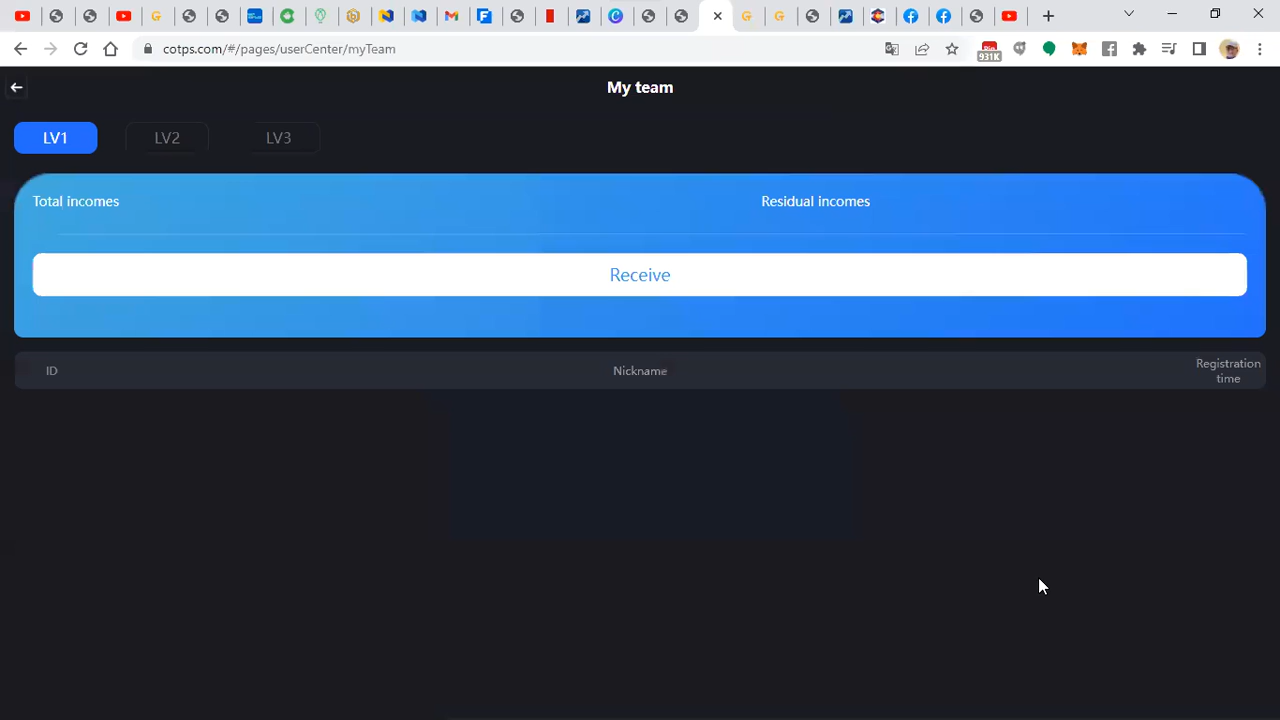 cotps.com/#/pages/userCenter/myTeam
931K
My team
LV1 LV2 LV3
Total incomes Residual incomes
Receive
ID Nickname Registration
time